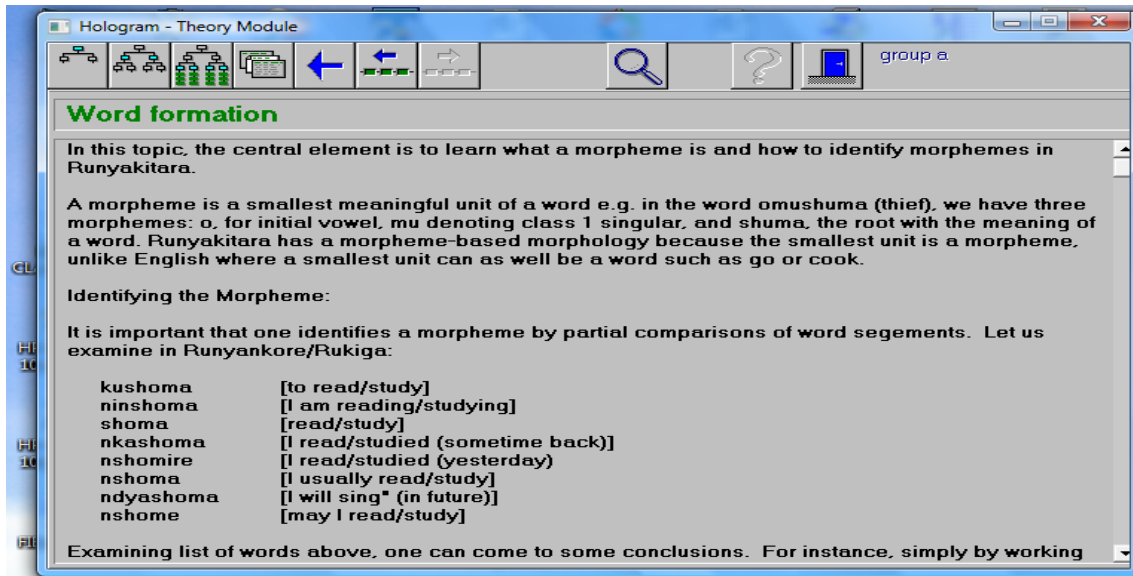 Hologram - Theory Module
group a
Word formation
In this topic, the central element is to learn what a morpheme is and how to identify morphemes in
Runyakitara.
A morpheme is a smallest meaningful unit of a word e.g. in the word omushuma (thief), we have three
morphemes: o, for initial vowel, mu denoting class 1 singular, and shuma, the root with the meaning of
a word. Runyakitara has a morpheme-based morphology because the smallest unit is a morpheme,
unlike English where a smallest unit can as well be a word such as go or cook.
Identifying the Morpheme:
It is important that one identifies a morpheme by partial comparisons of word segements.  Let us
examine in Runyankore/Rukiga:
kushoma [to read/study]
ninshoma [I am reading/studying]
shoma [read/study]
nkashoma [I read/studied (sometime back)]
nshomire [I read/studied (yesterday)
nshoma [I usually read/study]
ndyashoma [I will sing" (in future)]
nshome [may I read/study]
Examining list of words above, one can come to some conclusions.  For instance, simply by working